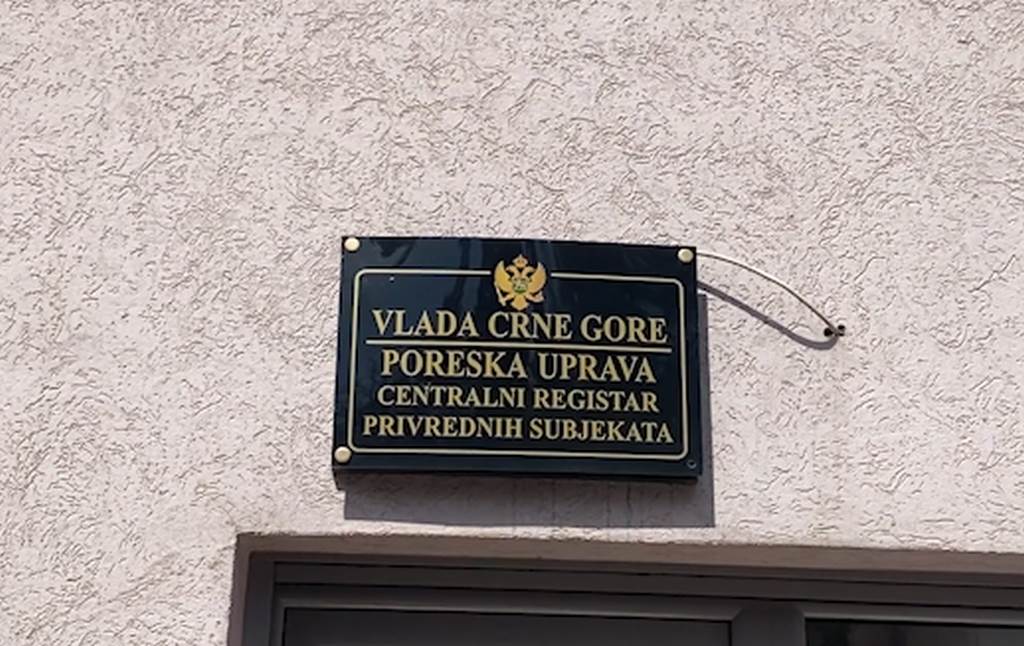 VLADA CRNE GORE
PORESKA UPRAVA
CENTRALNI REGISTAR
PRIVREDNIH SUBJEKATA